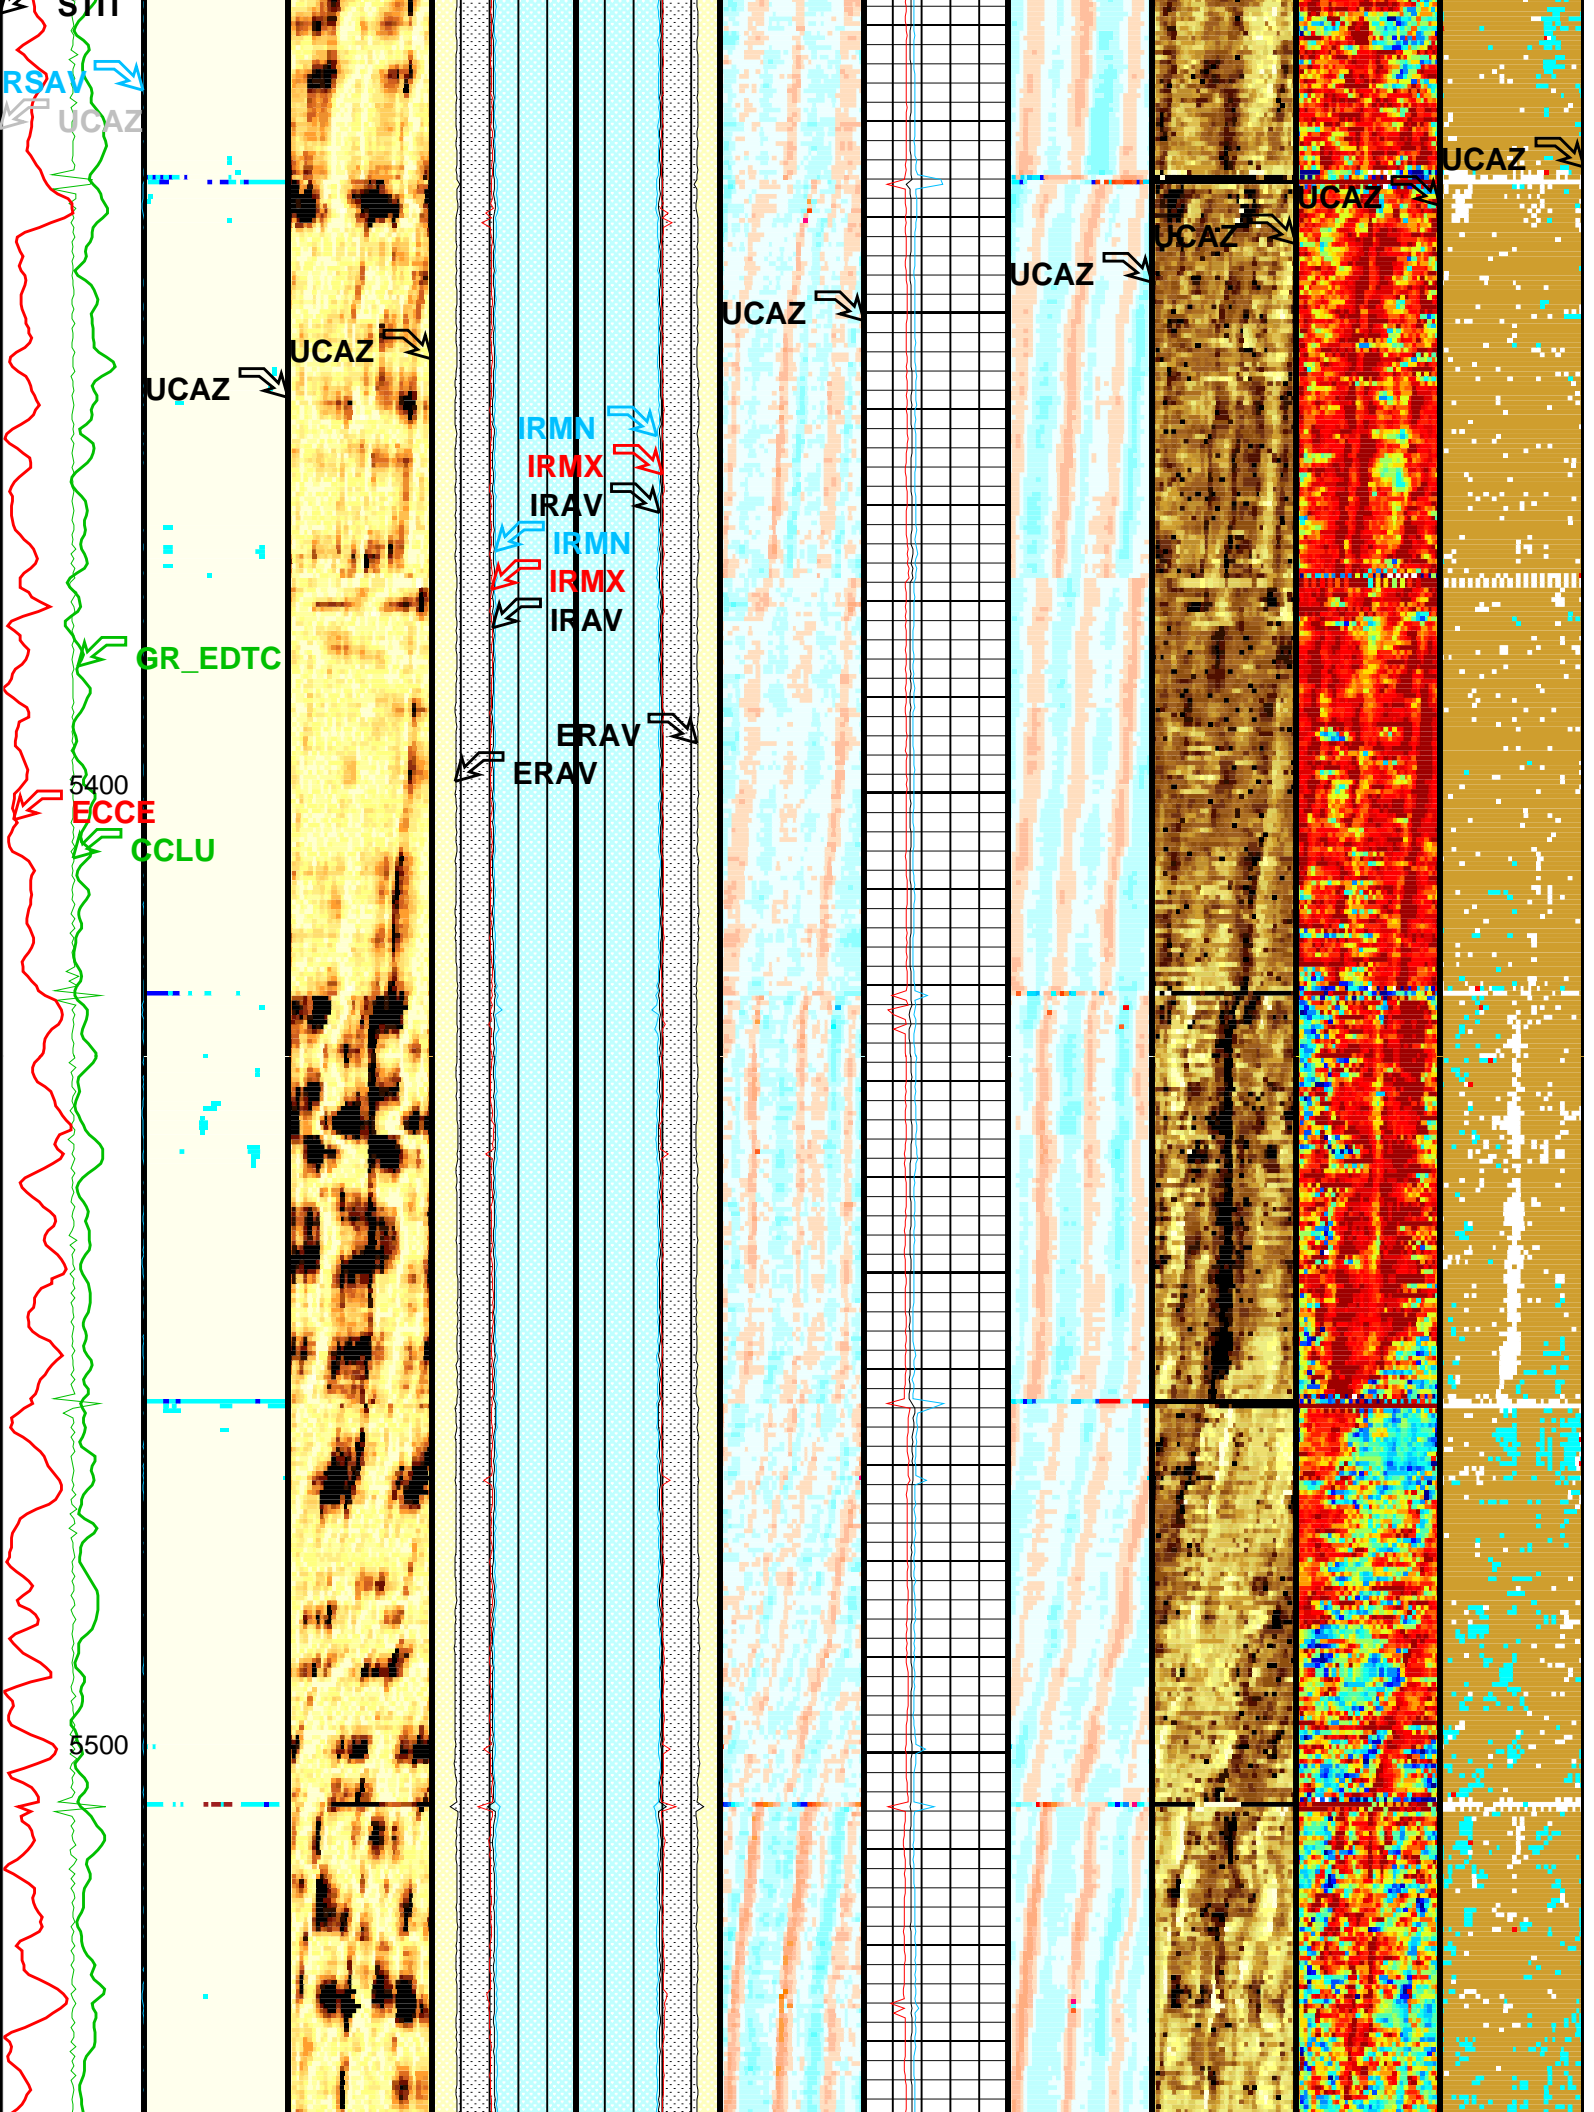 STIT
RSAV
UCAZ
UCAZ
UCAZ
UCAZ
UCAZ
UCAZ
UCAZ
UCAZ
IRMN
IRMX
IRAV
IRMN
IRMX
IRAV
GR_EDTC
ERAV
ERAV
5400
ECCE
CCLU
5500